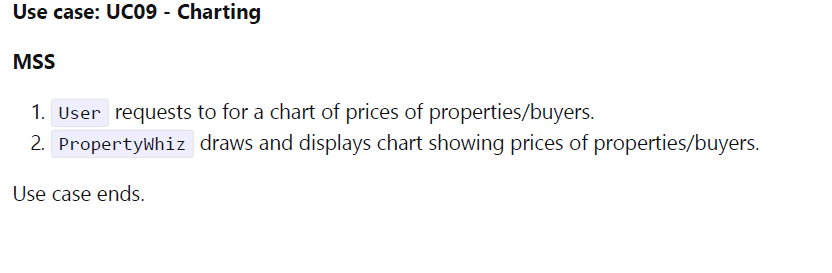 Use case: UC09 - Charting
MSS
1. User requests to for a chart of prices of properties/buyers.
2. PropertyWhiz draws and displays chart showing prices of properties/buyers.
Use case ends.